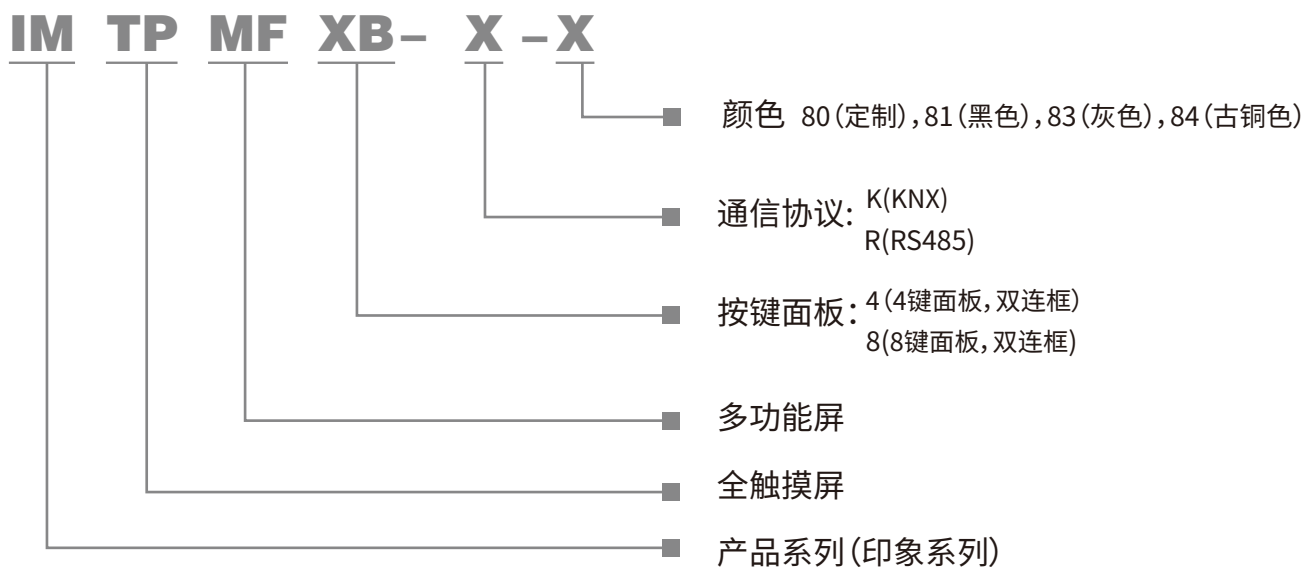 IM TP MF XB- X -X
颜色 80(定制),81(黑色),83(灰色),84(古铜色)
通信协议: K(KNX)
R(RS485)
按键面板: 4(4键面板,双连框)
8(8键面板,双连框)
多功能屏
全触摸屏
产品系列(印象系列)